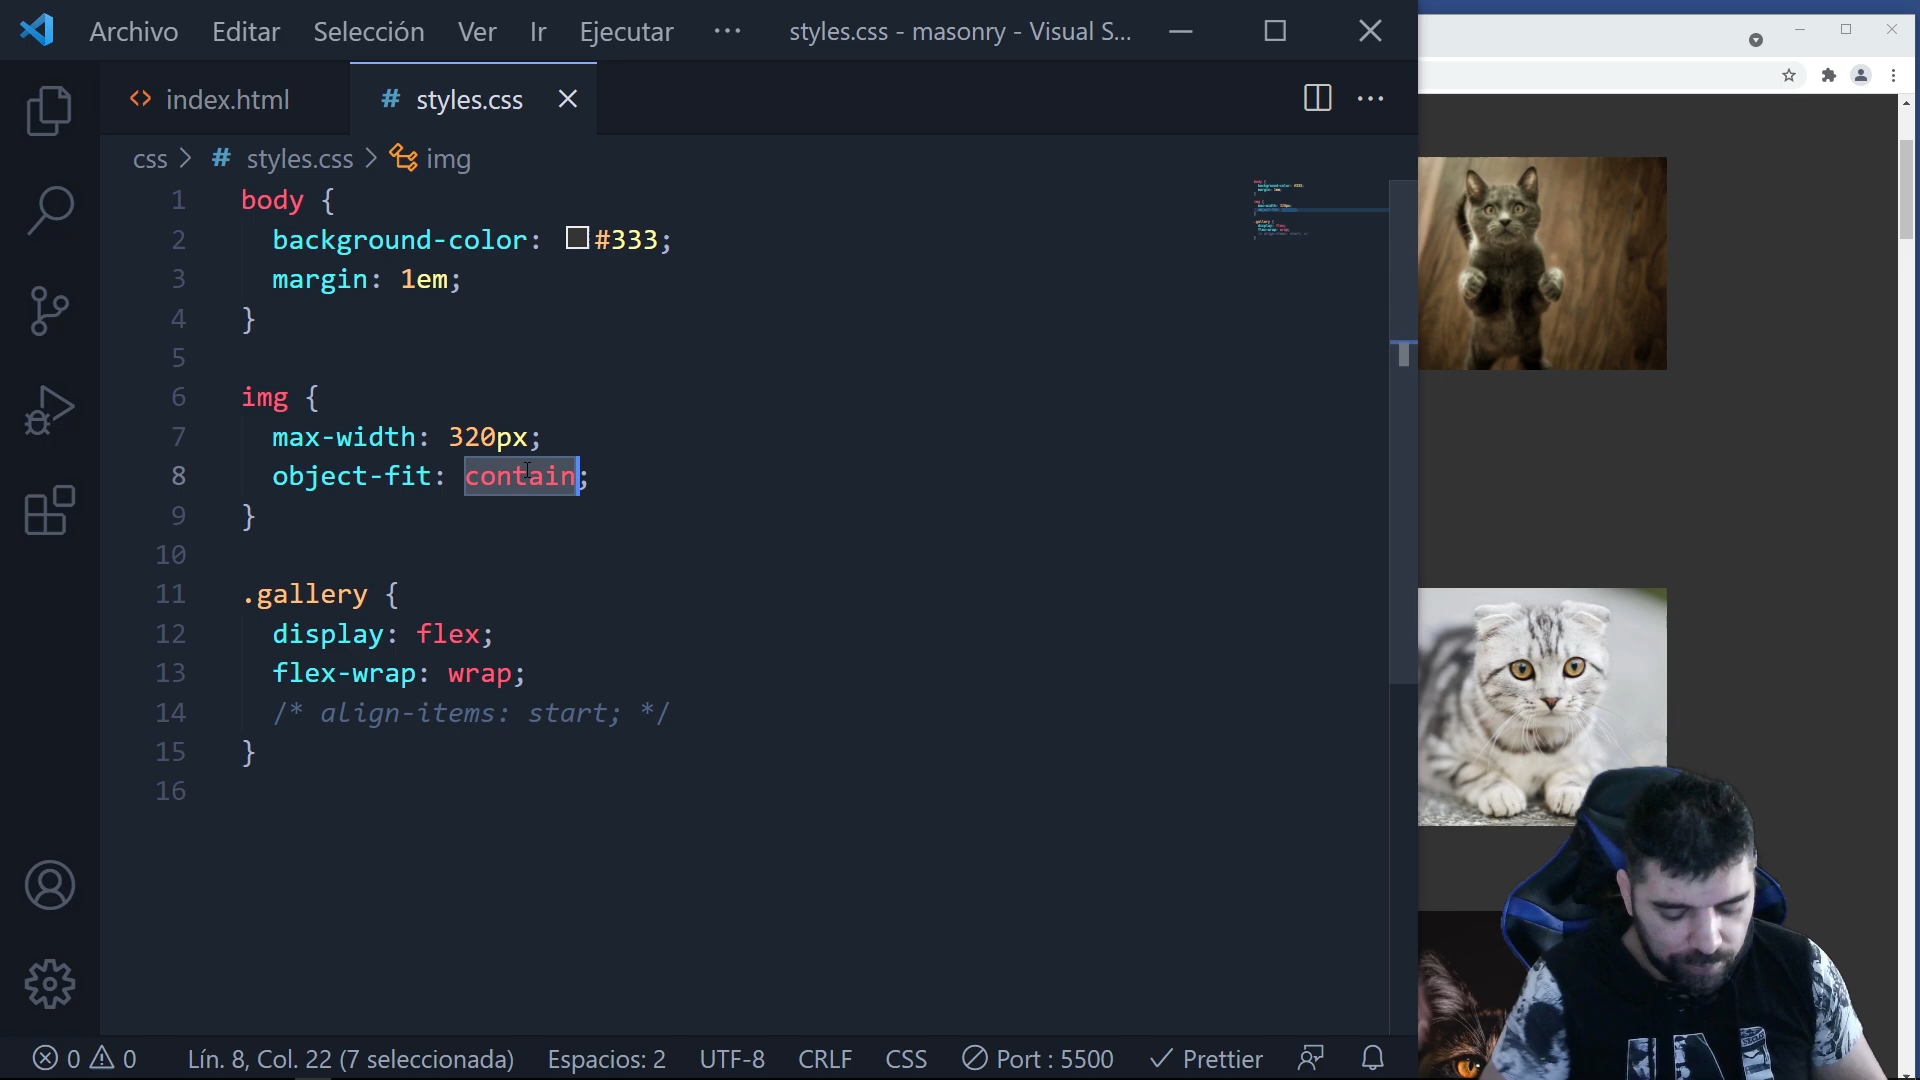 Archivo Editar Selección Ver Ir Ejecutar ··· styles.css - masonry - Visual S...
index.html # styles.css
css > # styles.css > img
1 body {
2 background-color: #333;
3 margin: 1em;
4 }
5
6 img {
7 max-width: 320px;
8 object-fit: contain;
9 }
10
11 .gallery {
12 display: flex;
13 flex-wrap: wrap;
14 /* align-items: start; */
15 }
16
0 0 Lín. 8, Col. 22 (7 seleccionada) Espacios: 2 UTF-8 CRLF CSS Port : 5500 Prettier